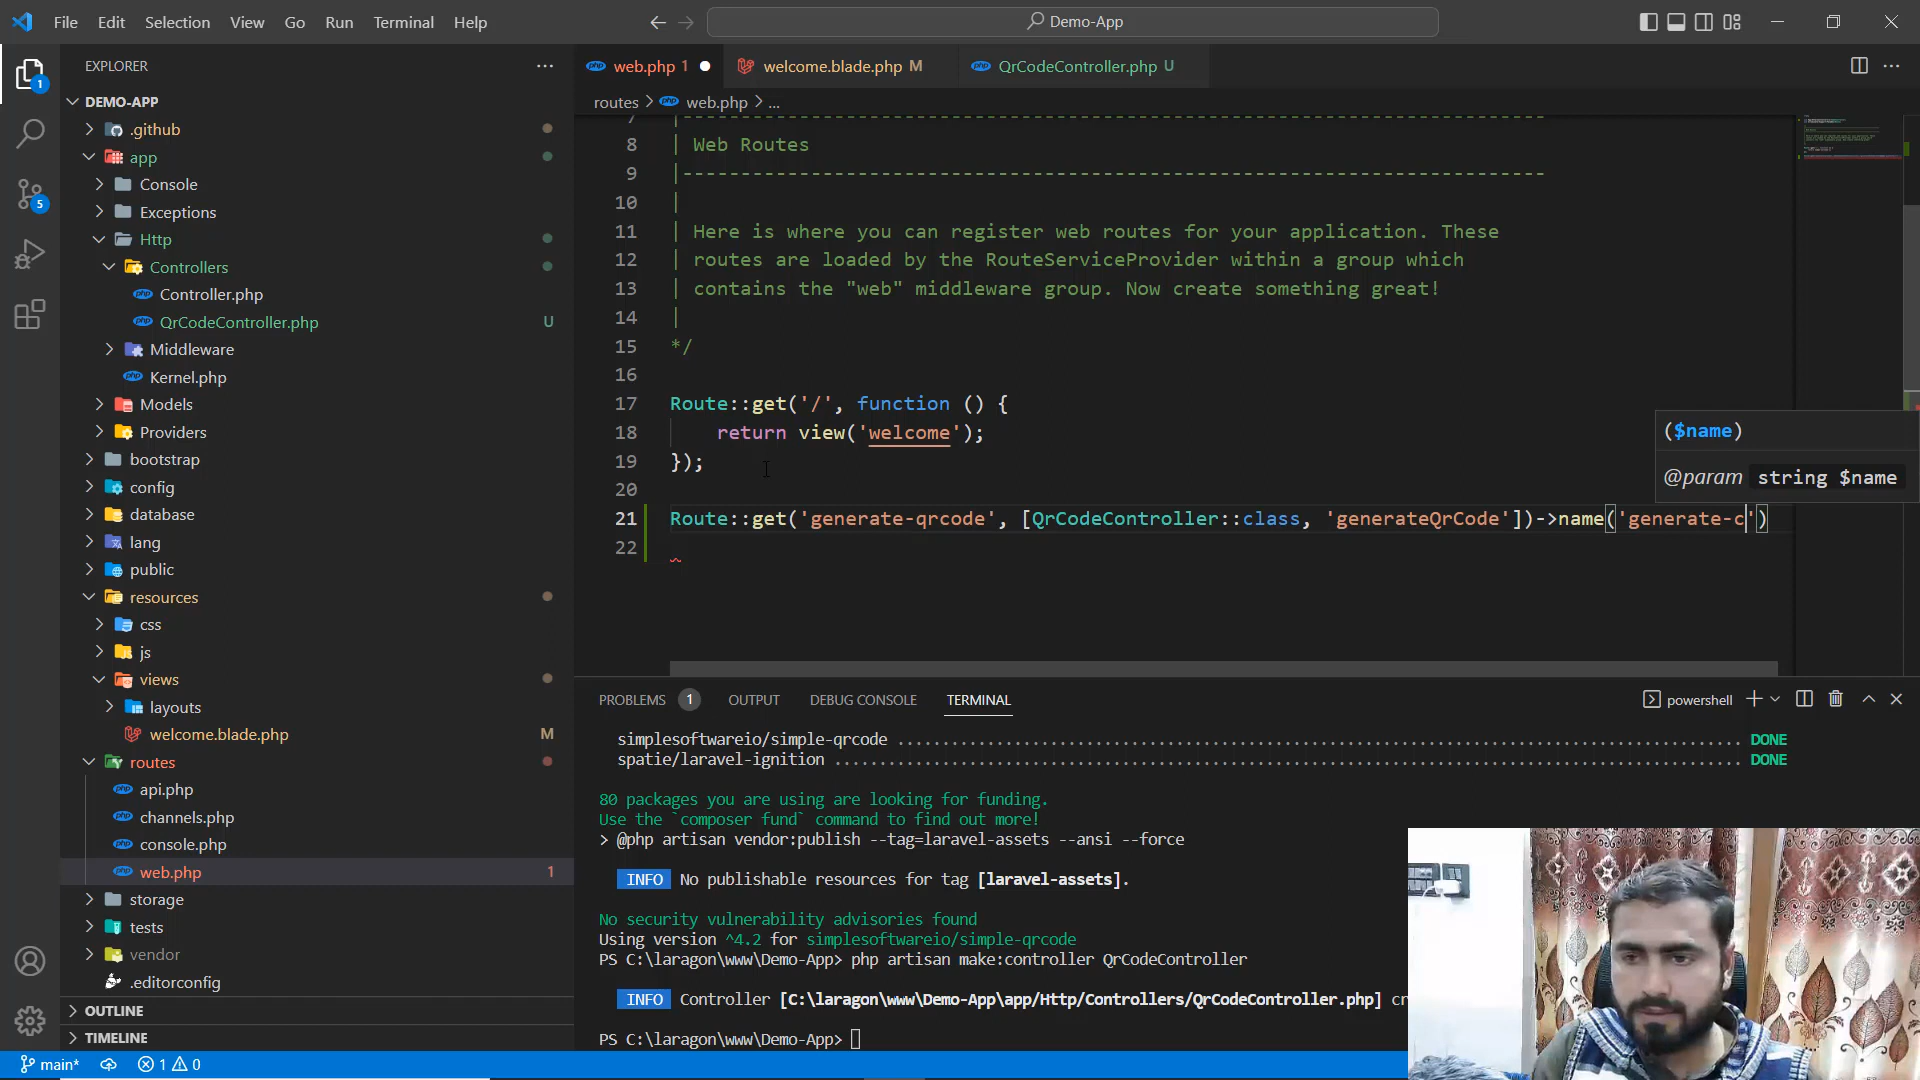 File Edit Selection View Go Run Terminal Help
Demo-App
EXPLORER
web.php 1
welcome.blade.php M
QrCodeController.php U
routes > web.php > ...
DEMO-APP
.github
app
Console
Exceptions
Http
Controllers
Controller.php
QrCodeController.php U
Middleware
Kernel.php
Models
Providers
bootstrap
config
database
lang
public
resources
css
js
views
layouts
welcome.blade.php M
routes
api.php
channels.php
console.php
web.php 1
storage
tests
vendor
.editorconfig
OUTLINE
TIMELINE
1
5
7 |--------------------------------------------------------------------------
8 | Web Routes
9 |--------------------------------------------------------------------------
10 |
11 | Here is where you can register web routes for your application. These
12 | routes are loaded by the RouteServiceProvider within a group which
13 | contains the "web" middleware group. Now create something great!
14 |
15 */
16
17 Route::get('/', function () {
18 return view('welcome');
19 });
20
21 Route::get('generate-qrcode', [QrCodeController::class, 'generateQrCode'])->name('generate-c')
22
($name)
@param string $name
PROBLEMS 1 OUTPUT DEBUG CONSOLE TERMINAL
powershell
simplesoftwareio/simple-qrcode ........................................................................ DONE
spatie/laravel-ignition ............................................................................. DONE
80 packages you are using are looking for funding.
Use the `composer fund` command to find out more!
> @php artisan vendor:publish --tag=laravel-assets --ansi --force
INFO No publishable resources for tag [laravel-assets].
No security vulnerability advisories found
Using version ^4.2 for simplesoftwareio/simple-qrcode
PS C:\laragon\www\Demo-App> php artisan make:controller QrCodeController
INFO Controller [C:\laragon\www\Demo-App\app/Http/Controllers/QrCodeController.php] cr
PS C:\laragon\www\Demo-App>
main* 1 0